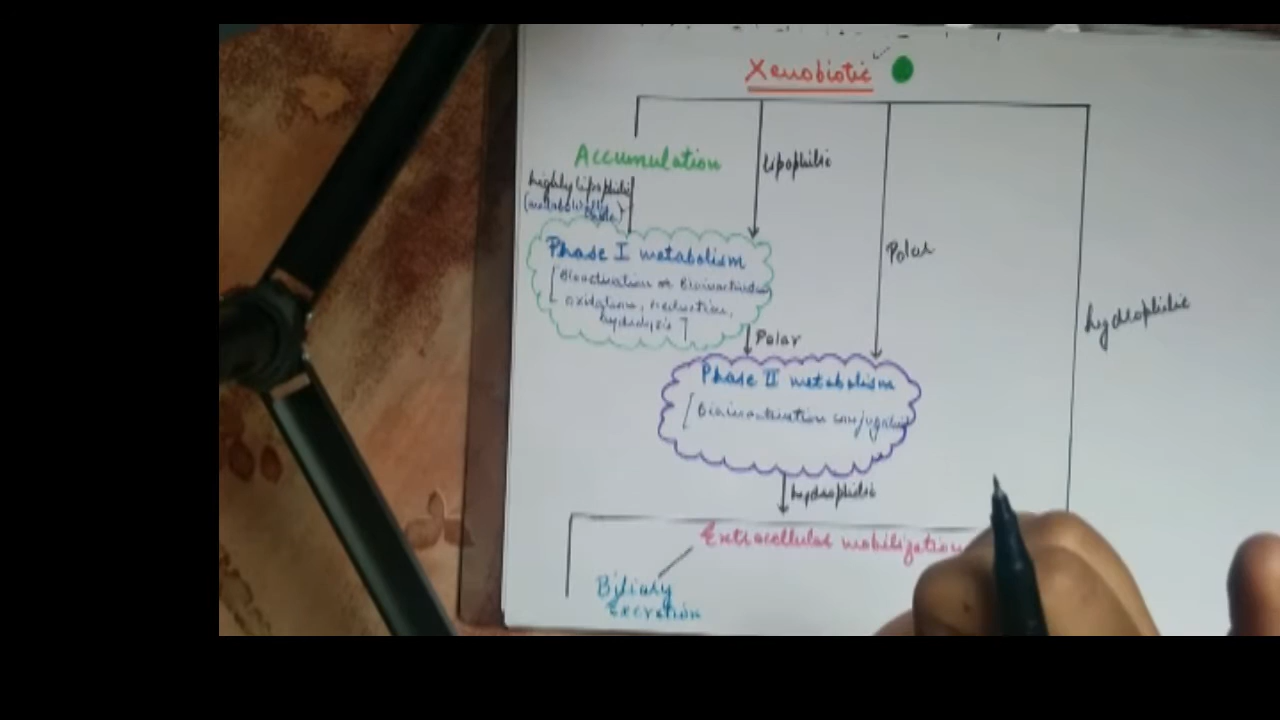 Xenobiotic
Accumulation
Lipophilic
highly lipophilic
Polar
Phase I metabolism
[Bioactivation or Bioinactivation
oxidation, reduction,
hydrolysis]
hydrophilic
Polar
Phase II metabolism
[Bioinactivation conjugation
hydrophilic
Extracellular mobilization
Biliary
Excretion